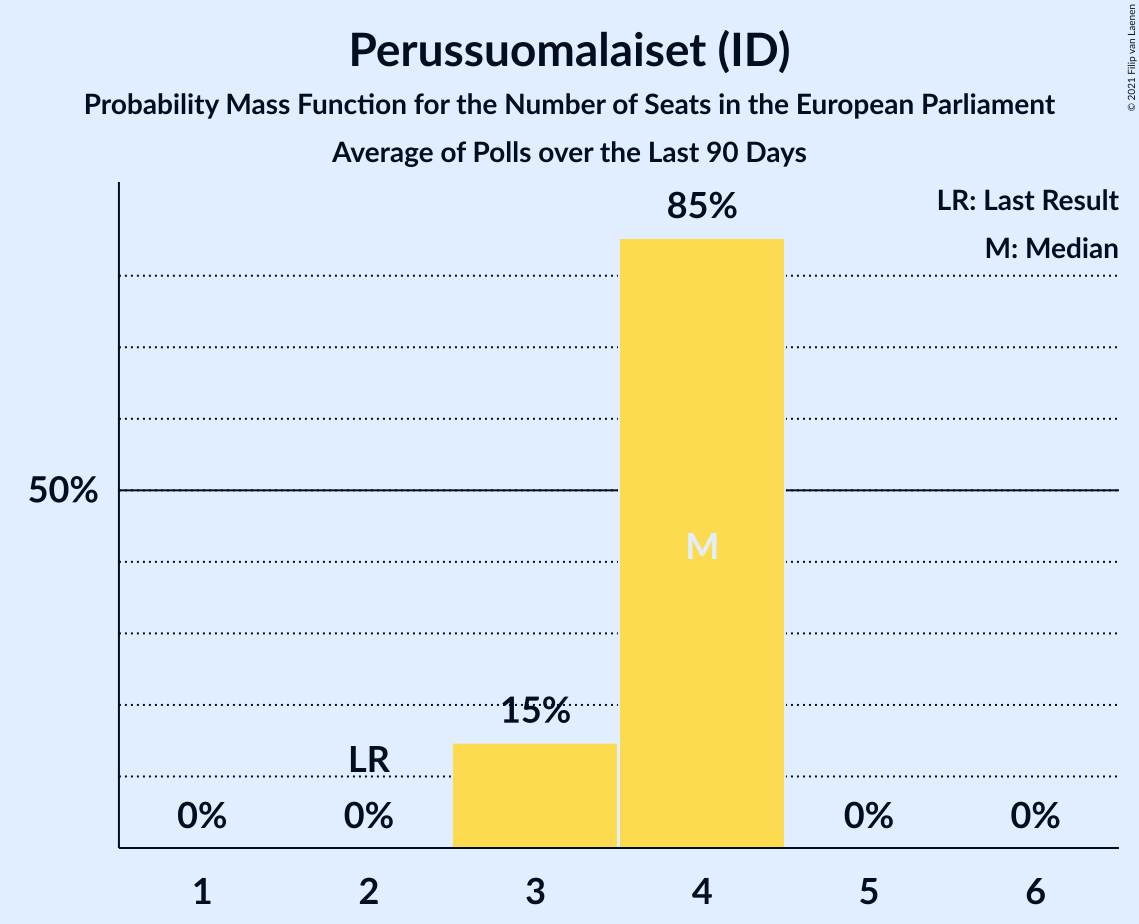 Perussuomalaiset (ID)
Probability Mass Function for the Number of Seats in the European Parliament
Average of Polls over the Last 90 Days
© 2021 Filip van Laenen
LR: Last Result
M: Median
85%
50%
M
15%
LR
0%
0%
0%
0%
1
2
3
4
5
6